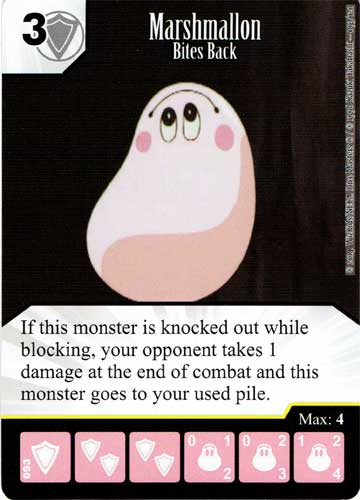 3
Marshmallon
Bites Back
If this monster is knocked out while
blocking, your opponent takes 1
damage at the end of combat and this
monster goes to your used pile.
Max: 4
093
0 1
2
0 2
3
1 2
4